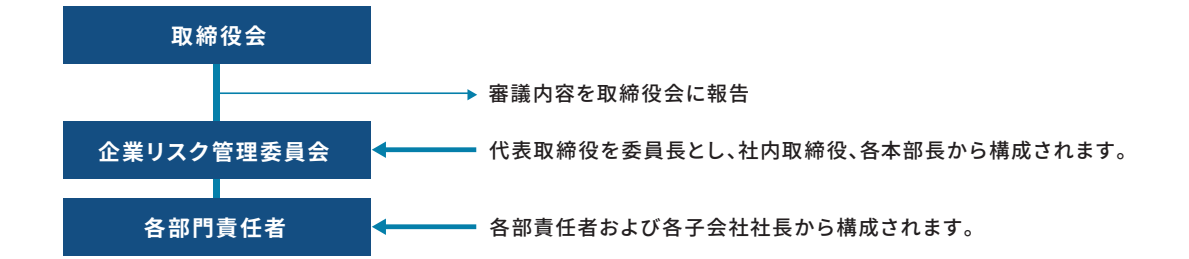 取締役会
審議内容を取締役会に報告
企業リスク管理委員会
代表取締役を委員長とし、社内取締役、各本部長から構成されます。
各部門責任者
各部責任者および各子会社社長から構成されます。